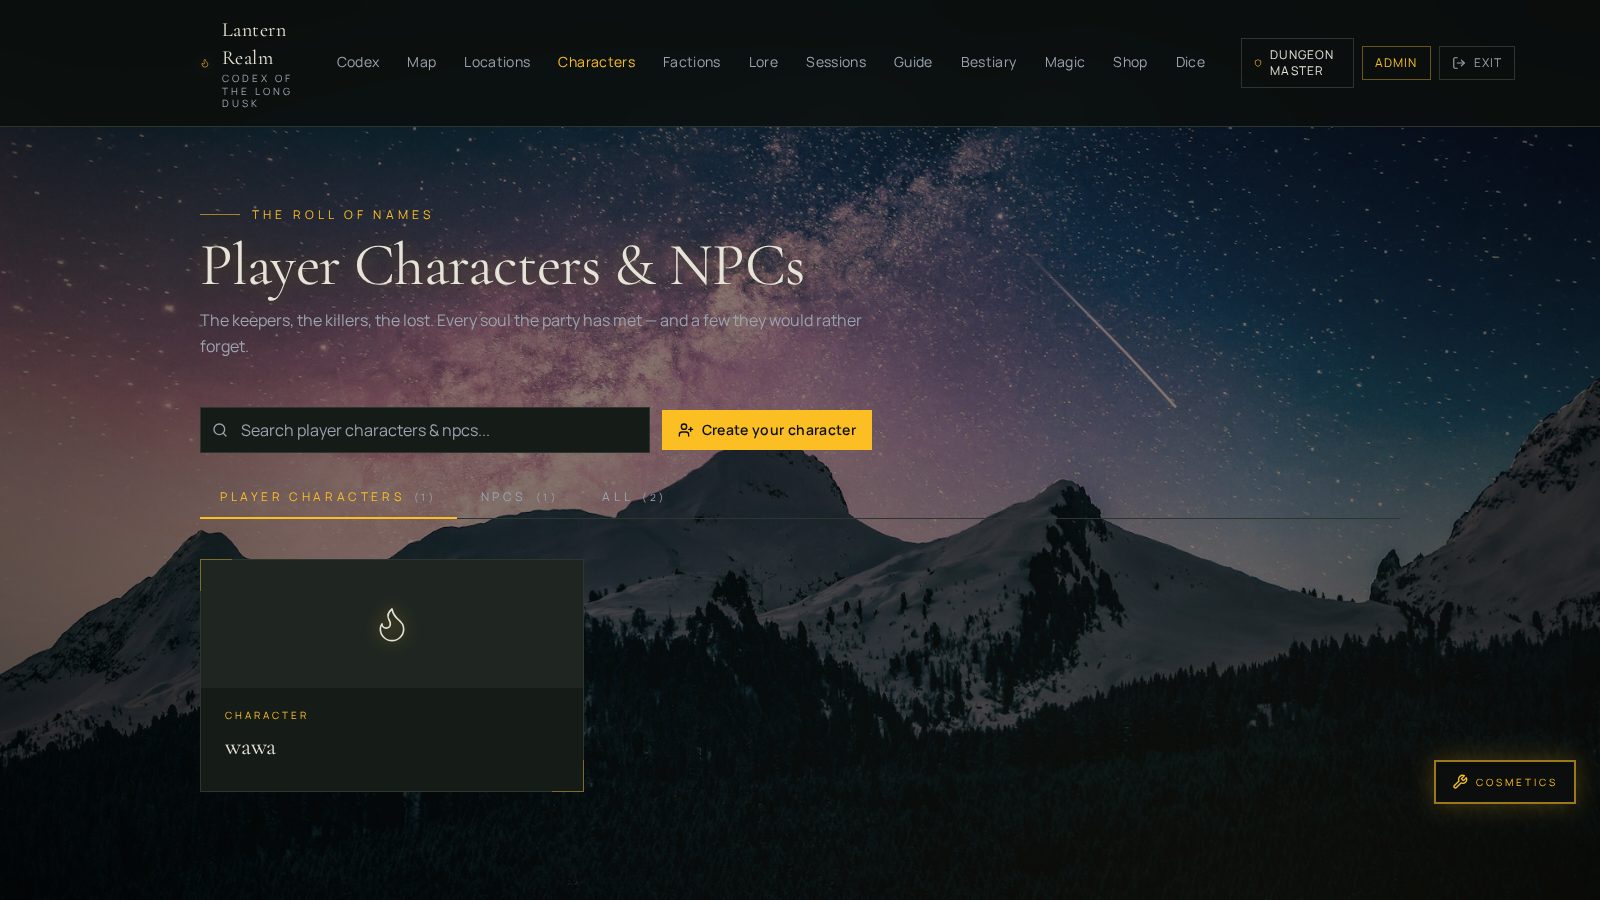 Lantern
Realm
CODEX OF
THE LONG
DUSK
Codex
Map
Locations
Characters
Factions
Lore
Sessions
Guide
Bestiary
Magic
Shop
Dice
DUNGEON
MASTER
ADMIN
EXIT
THE ROLL OF NAMES
Player Characters & NPCs
The keepers, the killers, the lost. Every soul the party has met — and a few they would rather
forget.
Search player characters & npcs...
Create your character
PLAYER CHARACTERS (1)
NPCS (1)
ALL (2)
CHARACTER
wawa
COSMETICS